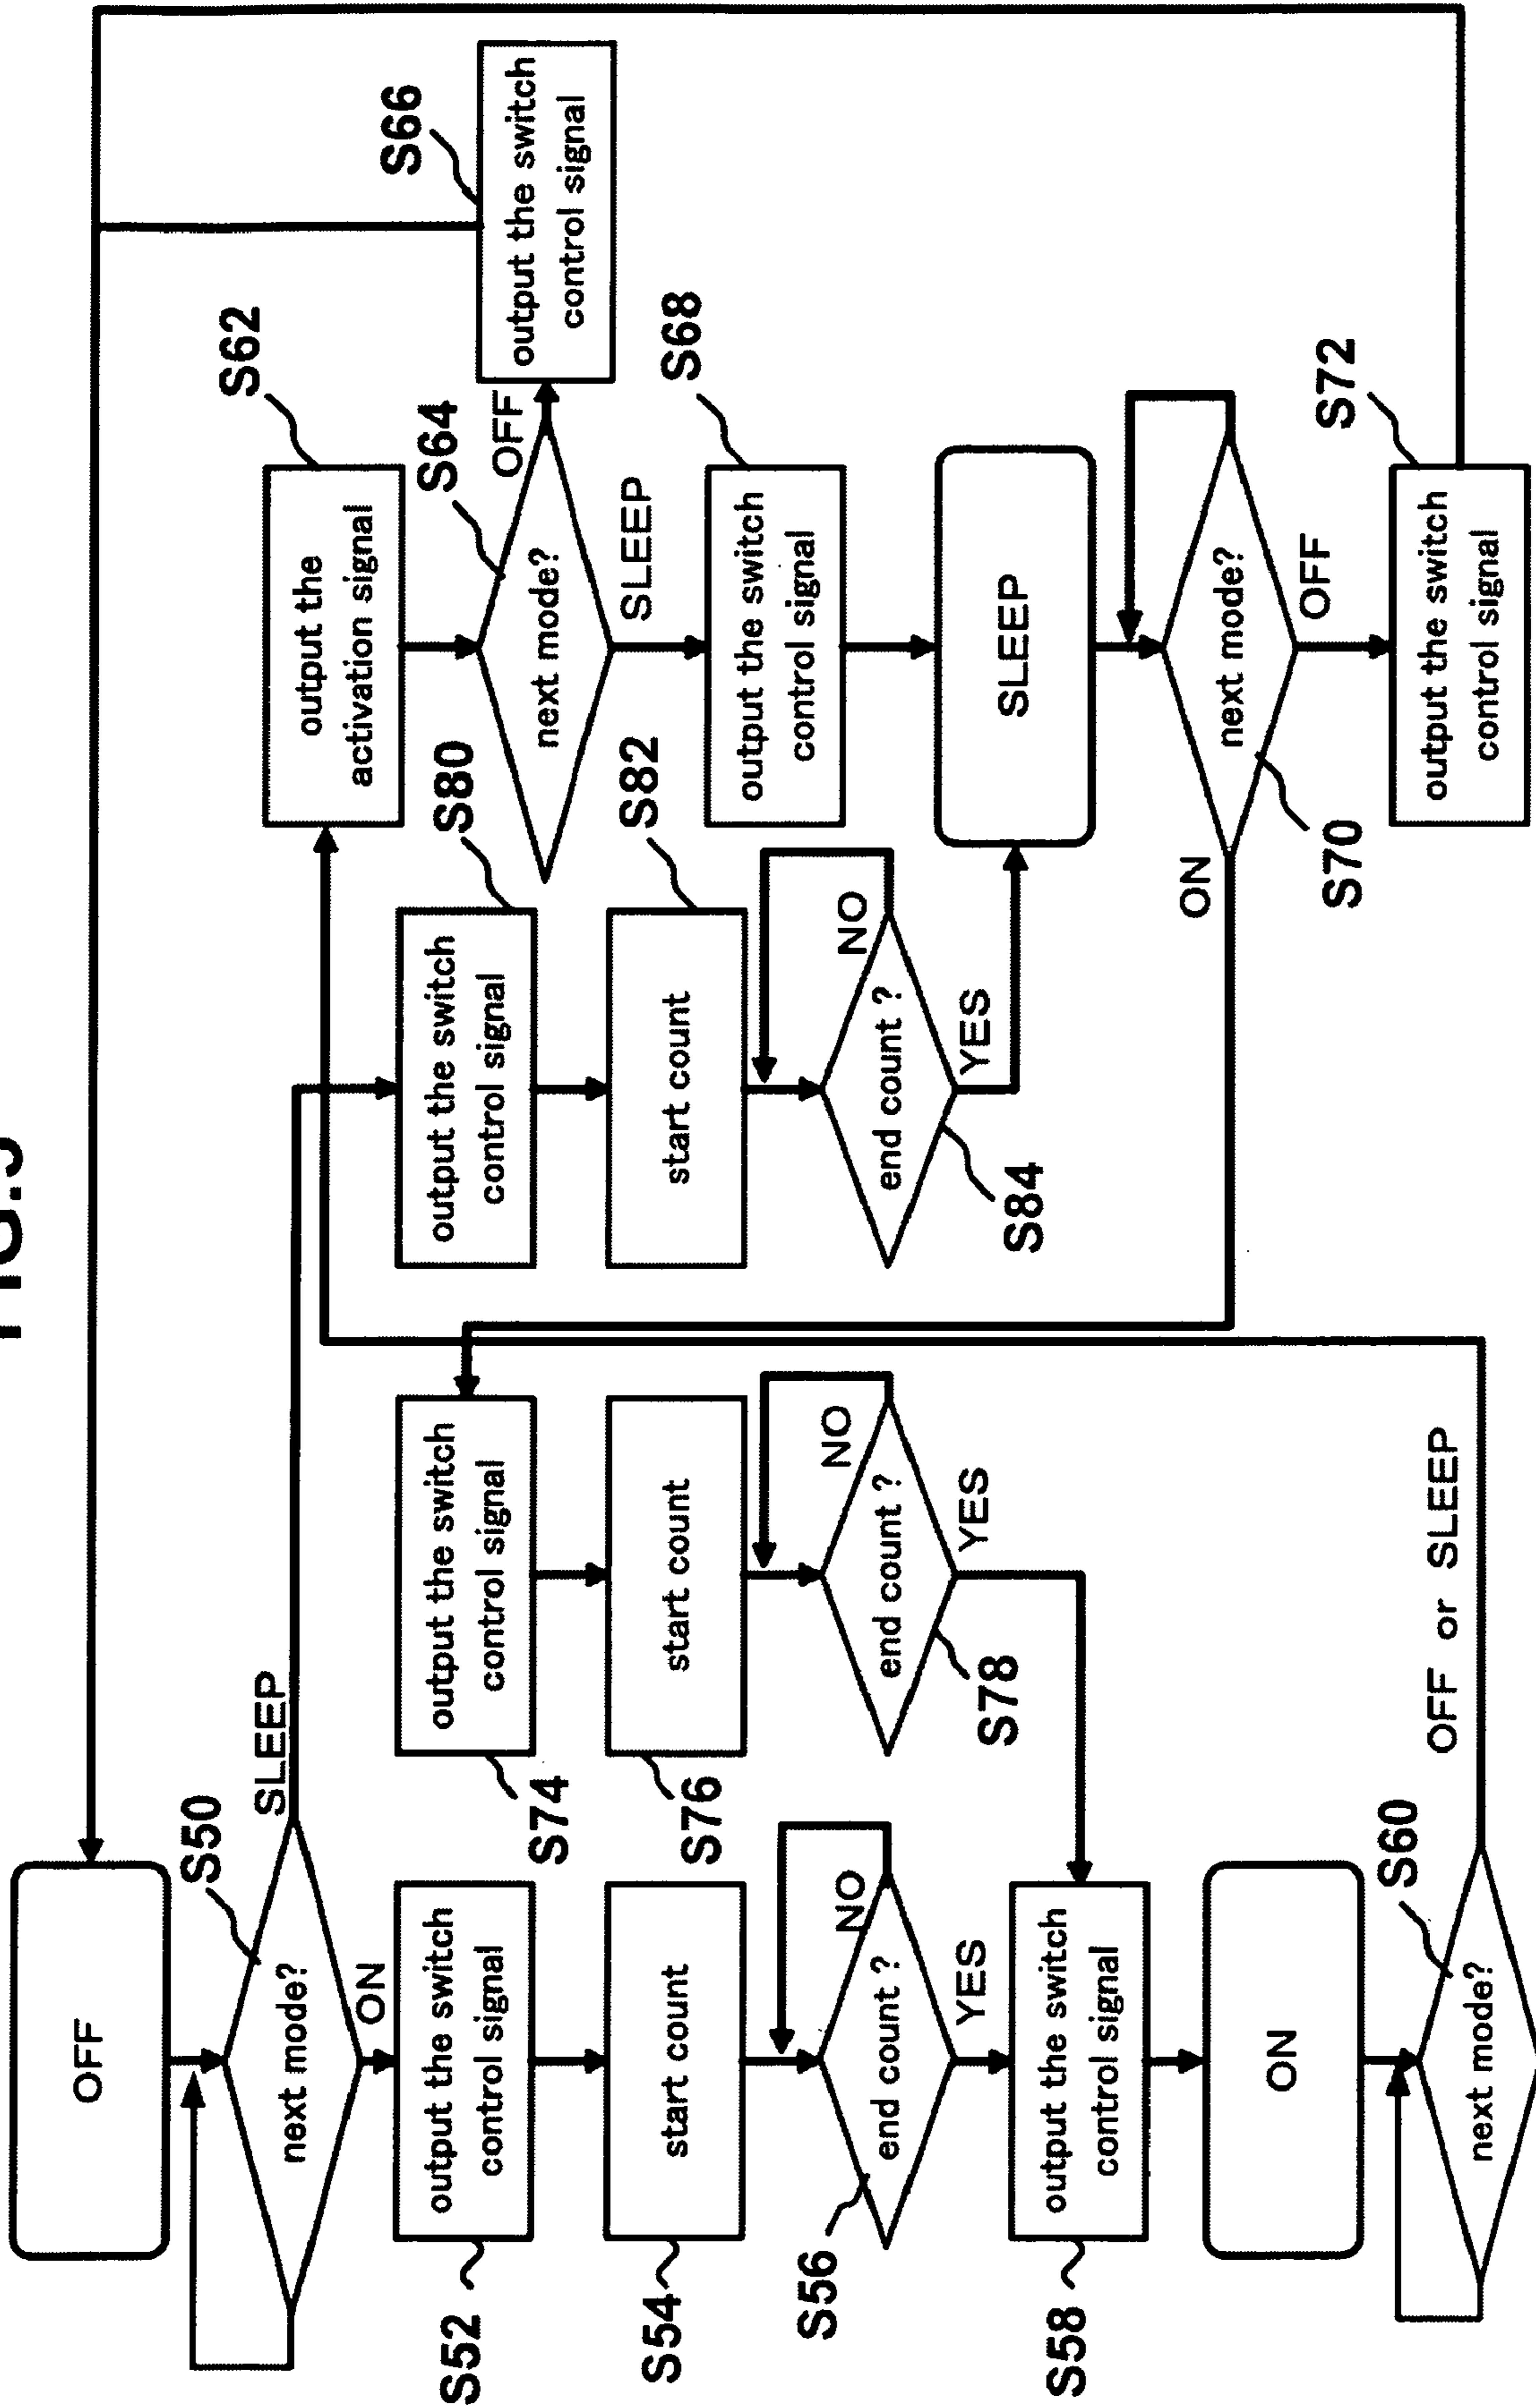 OFF
S50
next mode?
SLEEP
ON
output the switch
control signal
S52
start count
S54
end count ?
NO
S56
YES
output the switch
control signal
S58
ON
S60
next mode?
OFF or SLEEP
output the switch
control signal
S74
start count
S76
end count ?
NO
S78
YES
output the switch
control signal
S80
start count
S82
end count ?
NO
S84
YES
output the
activation signal
S62
next mode?
S64
OFF
output the switch
control signal
S66
SLEEP
output the switch
control signal
S68
SLEEP
next mode?
ON
S70
OFF
output the switch
control signal
S72